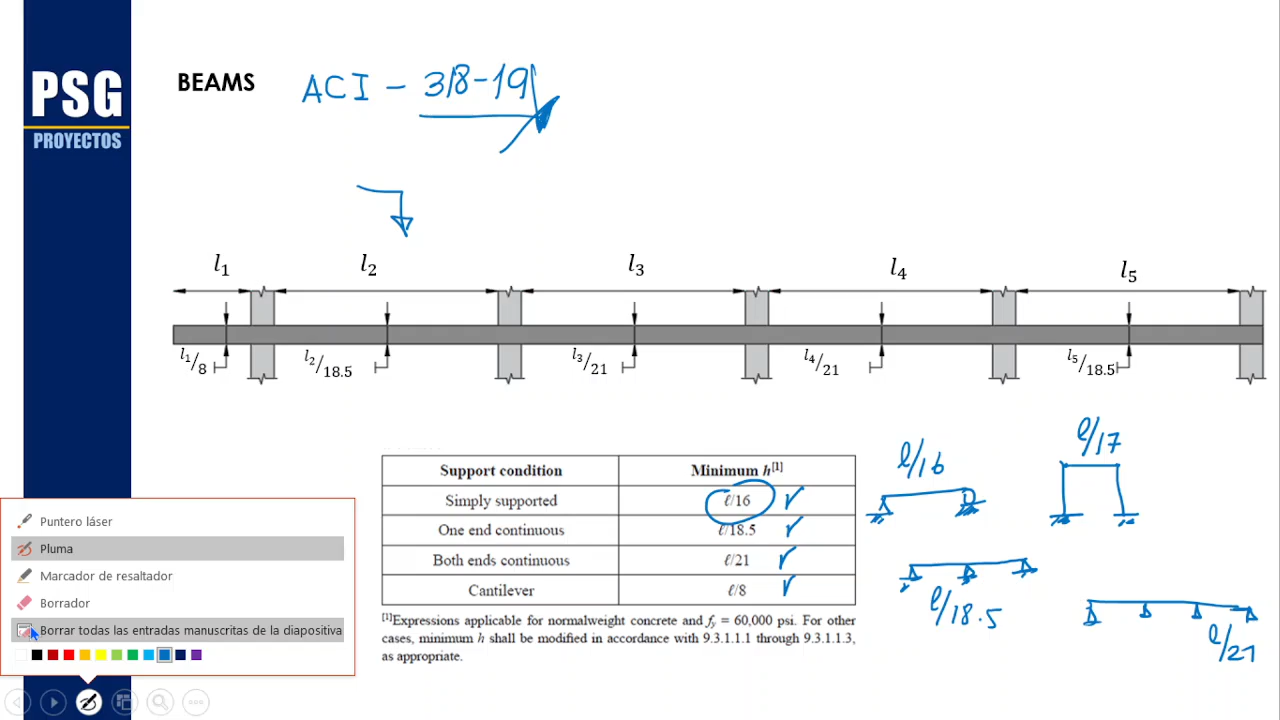 PSG
PROYECTOS
BEAMS
ACI - 318-19
l1 l2 l3 l4 l5
l1/8 l2/18.5 l3/21 l4/21 l5/18.5
Support condition Minimum h[1]
Simply supported ℓ/16
One end continuous ℓ/18.5
Both ends continuous ℓ/21
Cantilever ℓ/8
[1]Expressions applicable for normalweight concrete and fy = 60,000 psi. For other
cases, minimum h shall be modified in accordance with 9.3.1.1.1 through 9.3.1.1.3,
as appropriate.
l/16
l/17
l/18.5
l/21
Puntero láser
Pluma
Marcador de resaltador
Borrador
Borrar todas las entradas manuscritas de la diapositiva